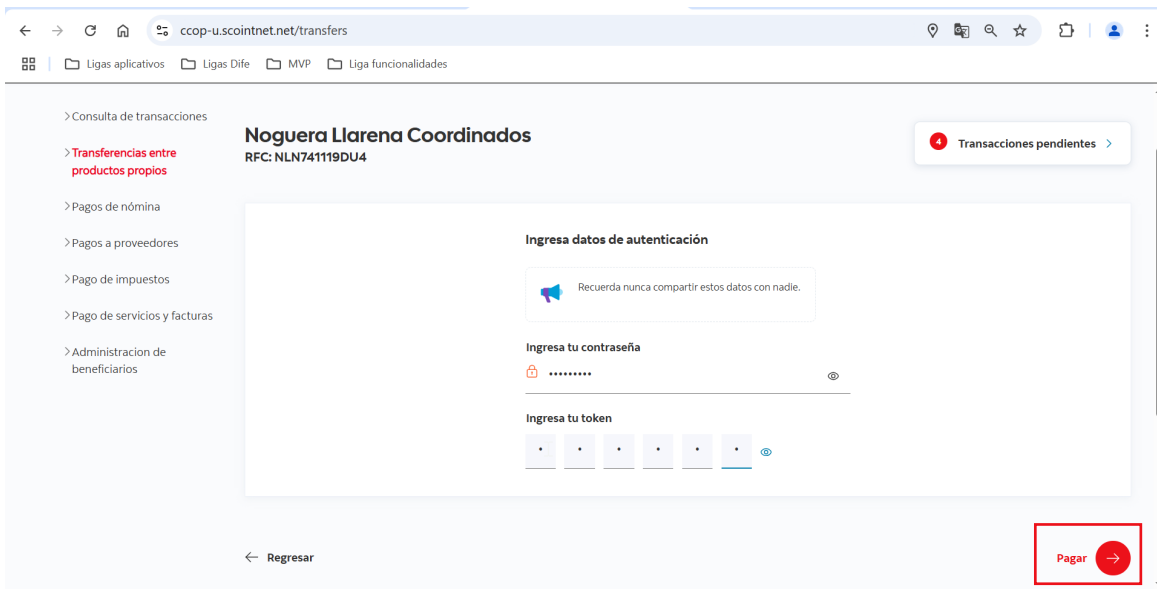 ccop-u.scointnet.net/transfers
Ligas aplicativos
Ligas Dife
MVP
Liga funcionalidades
Consulta de transacciones
Transferencias entre
productos propios
Pagos de nómina
Pagos a proveedores
Pago de impuestos
Pago de servicios y facturas
Administracion de
beneficiarios
Noguera Llarena Coordinados
RFC: NLN741119DU4
4 Transacciones pendientes
Ingresa datos de autenticación
Recuerda nunca compartir estos datos con nadie.
Ingresa tu contraseña
•••••••••
Ingresa tu token
• • • • • •
Regresar
Pagar